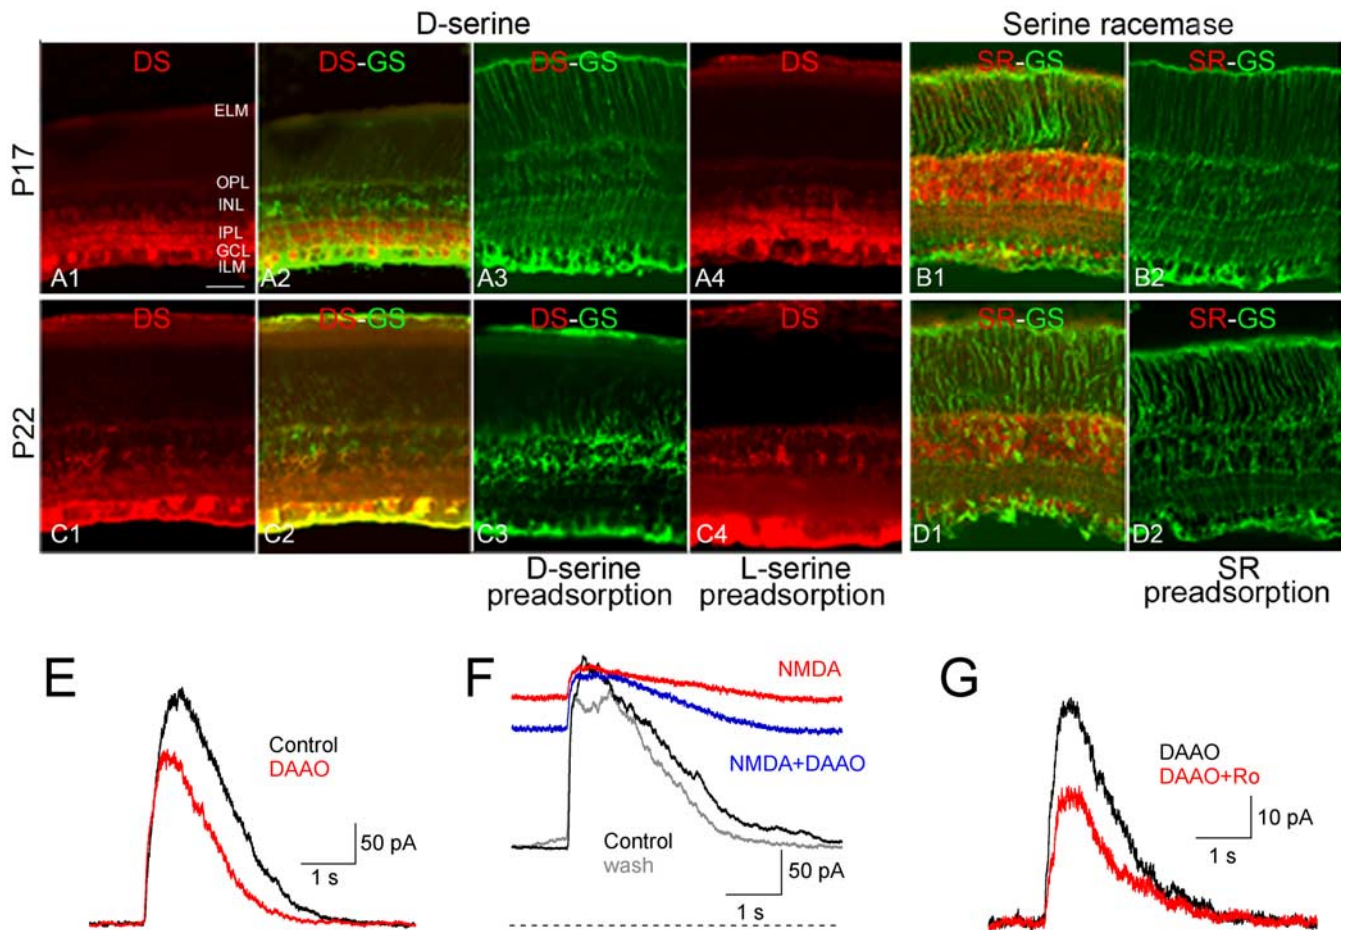 D-serine
Serine racemase
P17
DS
DS-GS
DS-GS
DS
SR-GS
SR-GS
ELM
OPL
INL
IPL
GCL
ILM
A1
A2
A3
A4
B1
B2
P22
DS
DS-GS
DS-GS
DS
SR-GS
SR-GS
C1
C2
C3
C4
D1
D2
D-serine
preadsorption
L-serine
preadsorption
SR
preadsorption
E
Control
DAAO
50 pA
1 s
F
NMDA
NMDA+DAAO
Control
wash
50 pA
1 s
G
DAAO
DAAO+Ro
10 pA
1 s